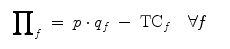 ∏_f = p · q_f − TC_f ∀f